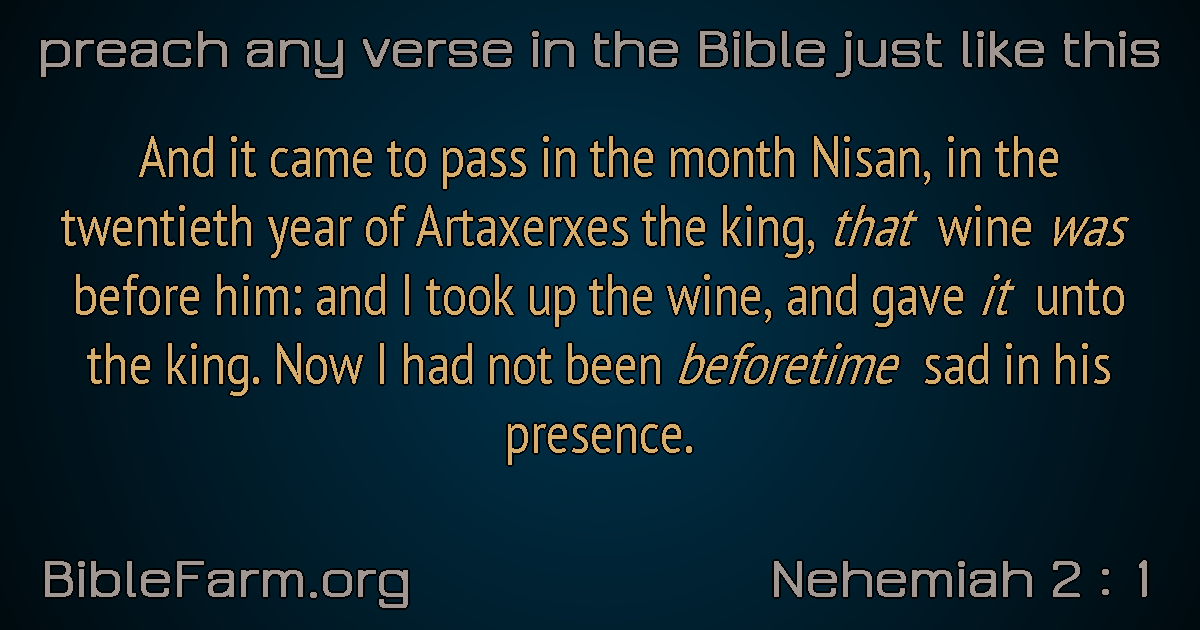 preach any verse in the Bible just like this
And it came to pass in the month Nisan, in the
twentieth year of Artaxerxes the king, that wine was
before him: and I took up the wine, and gave it unto
the king. Now I had not been beforetime sad in his
presence.
BibleFarm.org
Nehemiah 2 : 1